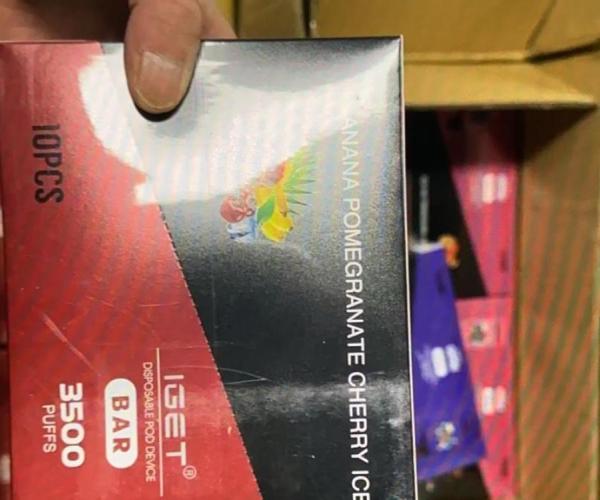 ANANA POMEGRANATE CHERRY ICE
IGET®
DISPOSABLE POD DEVICE
BAR
3500
PUFFS
10PCS